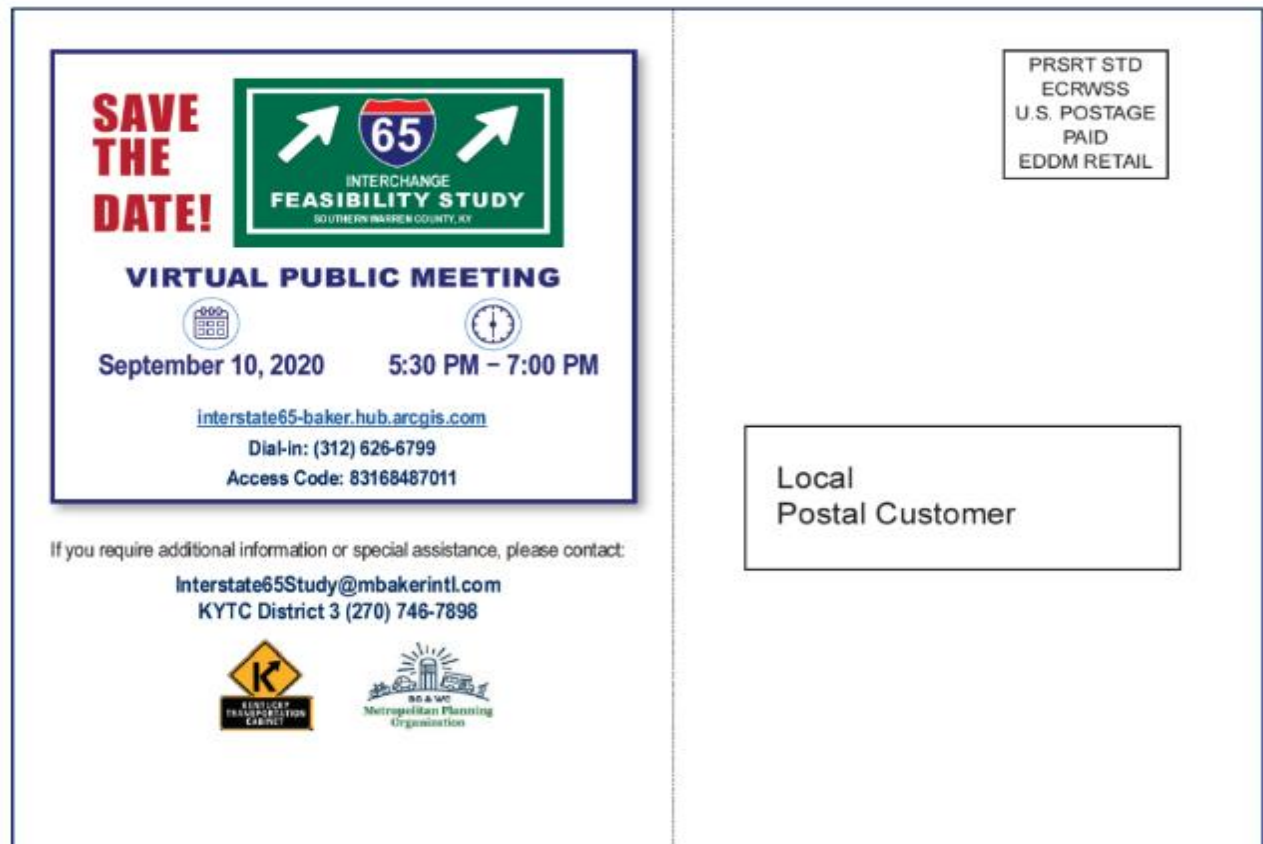 SAVE
THE
DATE!
65
INTERCHANGE
FEASIBILITY STUDY
SOUTHERN WARREN COUNTY, KY
VIRTUAL PUBLIC MEETING
September 10, 2020
5:30 PM – 7:00 PM
interstate65-baker.hub.arcgis.com
Dial-in: (312) 626-6799
Access Code: 83168487011
If you require additional information or special assistance, please contact:
Interstate65Study@mbakerintl.com
KYTC District 3 (270) 746-7898
K
KENTUCKY
TRANSPORTATION
CABINET
BG & WC
Metropolitan Planning
Organization
PRSRT STD
ECRWSS
U.S. POSTAGE
PAID
EDDM RETAIL
Local
Postal Customer